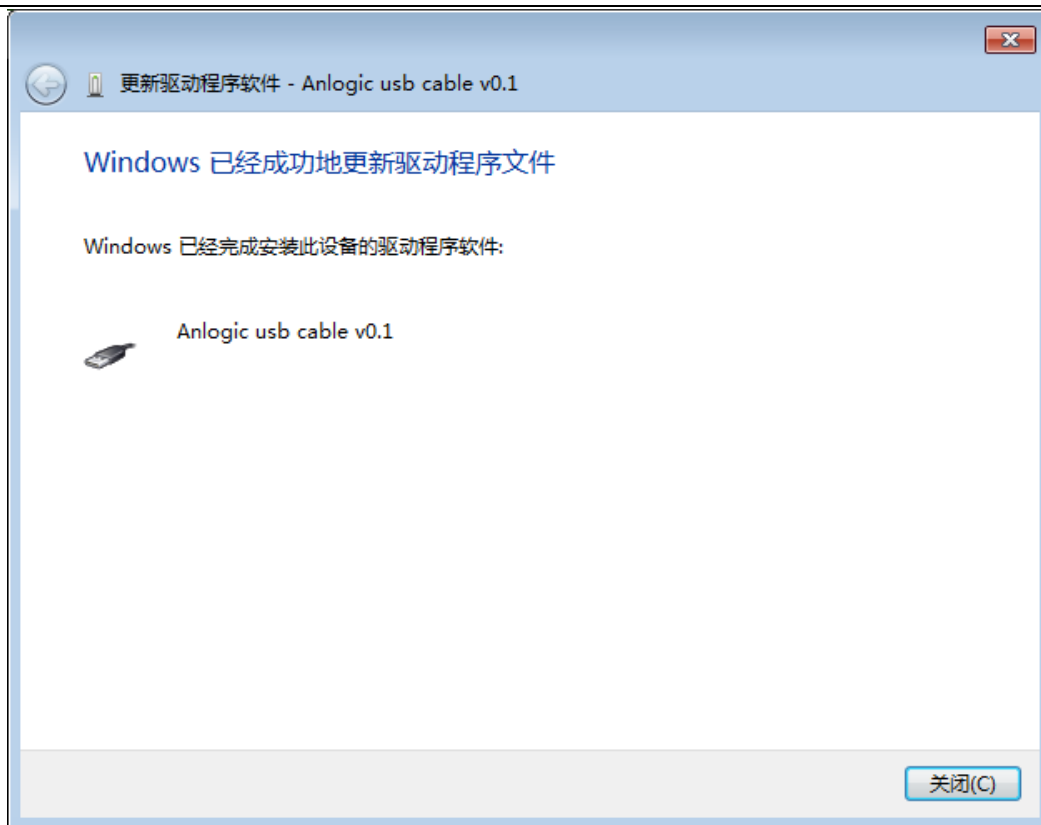 更新驱动程序软件 - Anlogic usb cable v0.1
Windows 已经成功地更新驱动程序文件
Windows 已经完成安装此设备的驱动程序软件:
Anlogic usb cable v0.1
关闭(C)